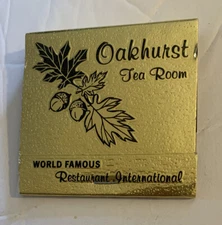 Oakhurst
Tea Room
WORLD FAMOUS
Restaurant International